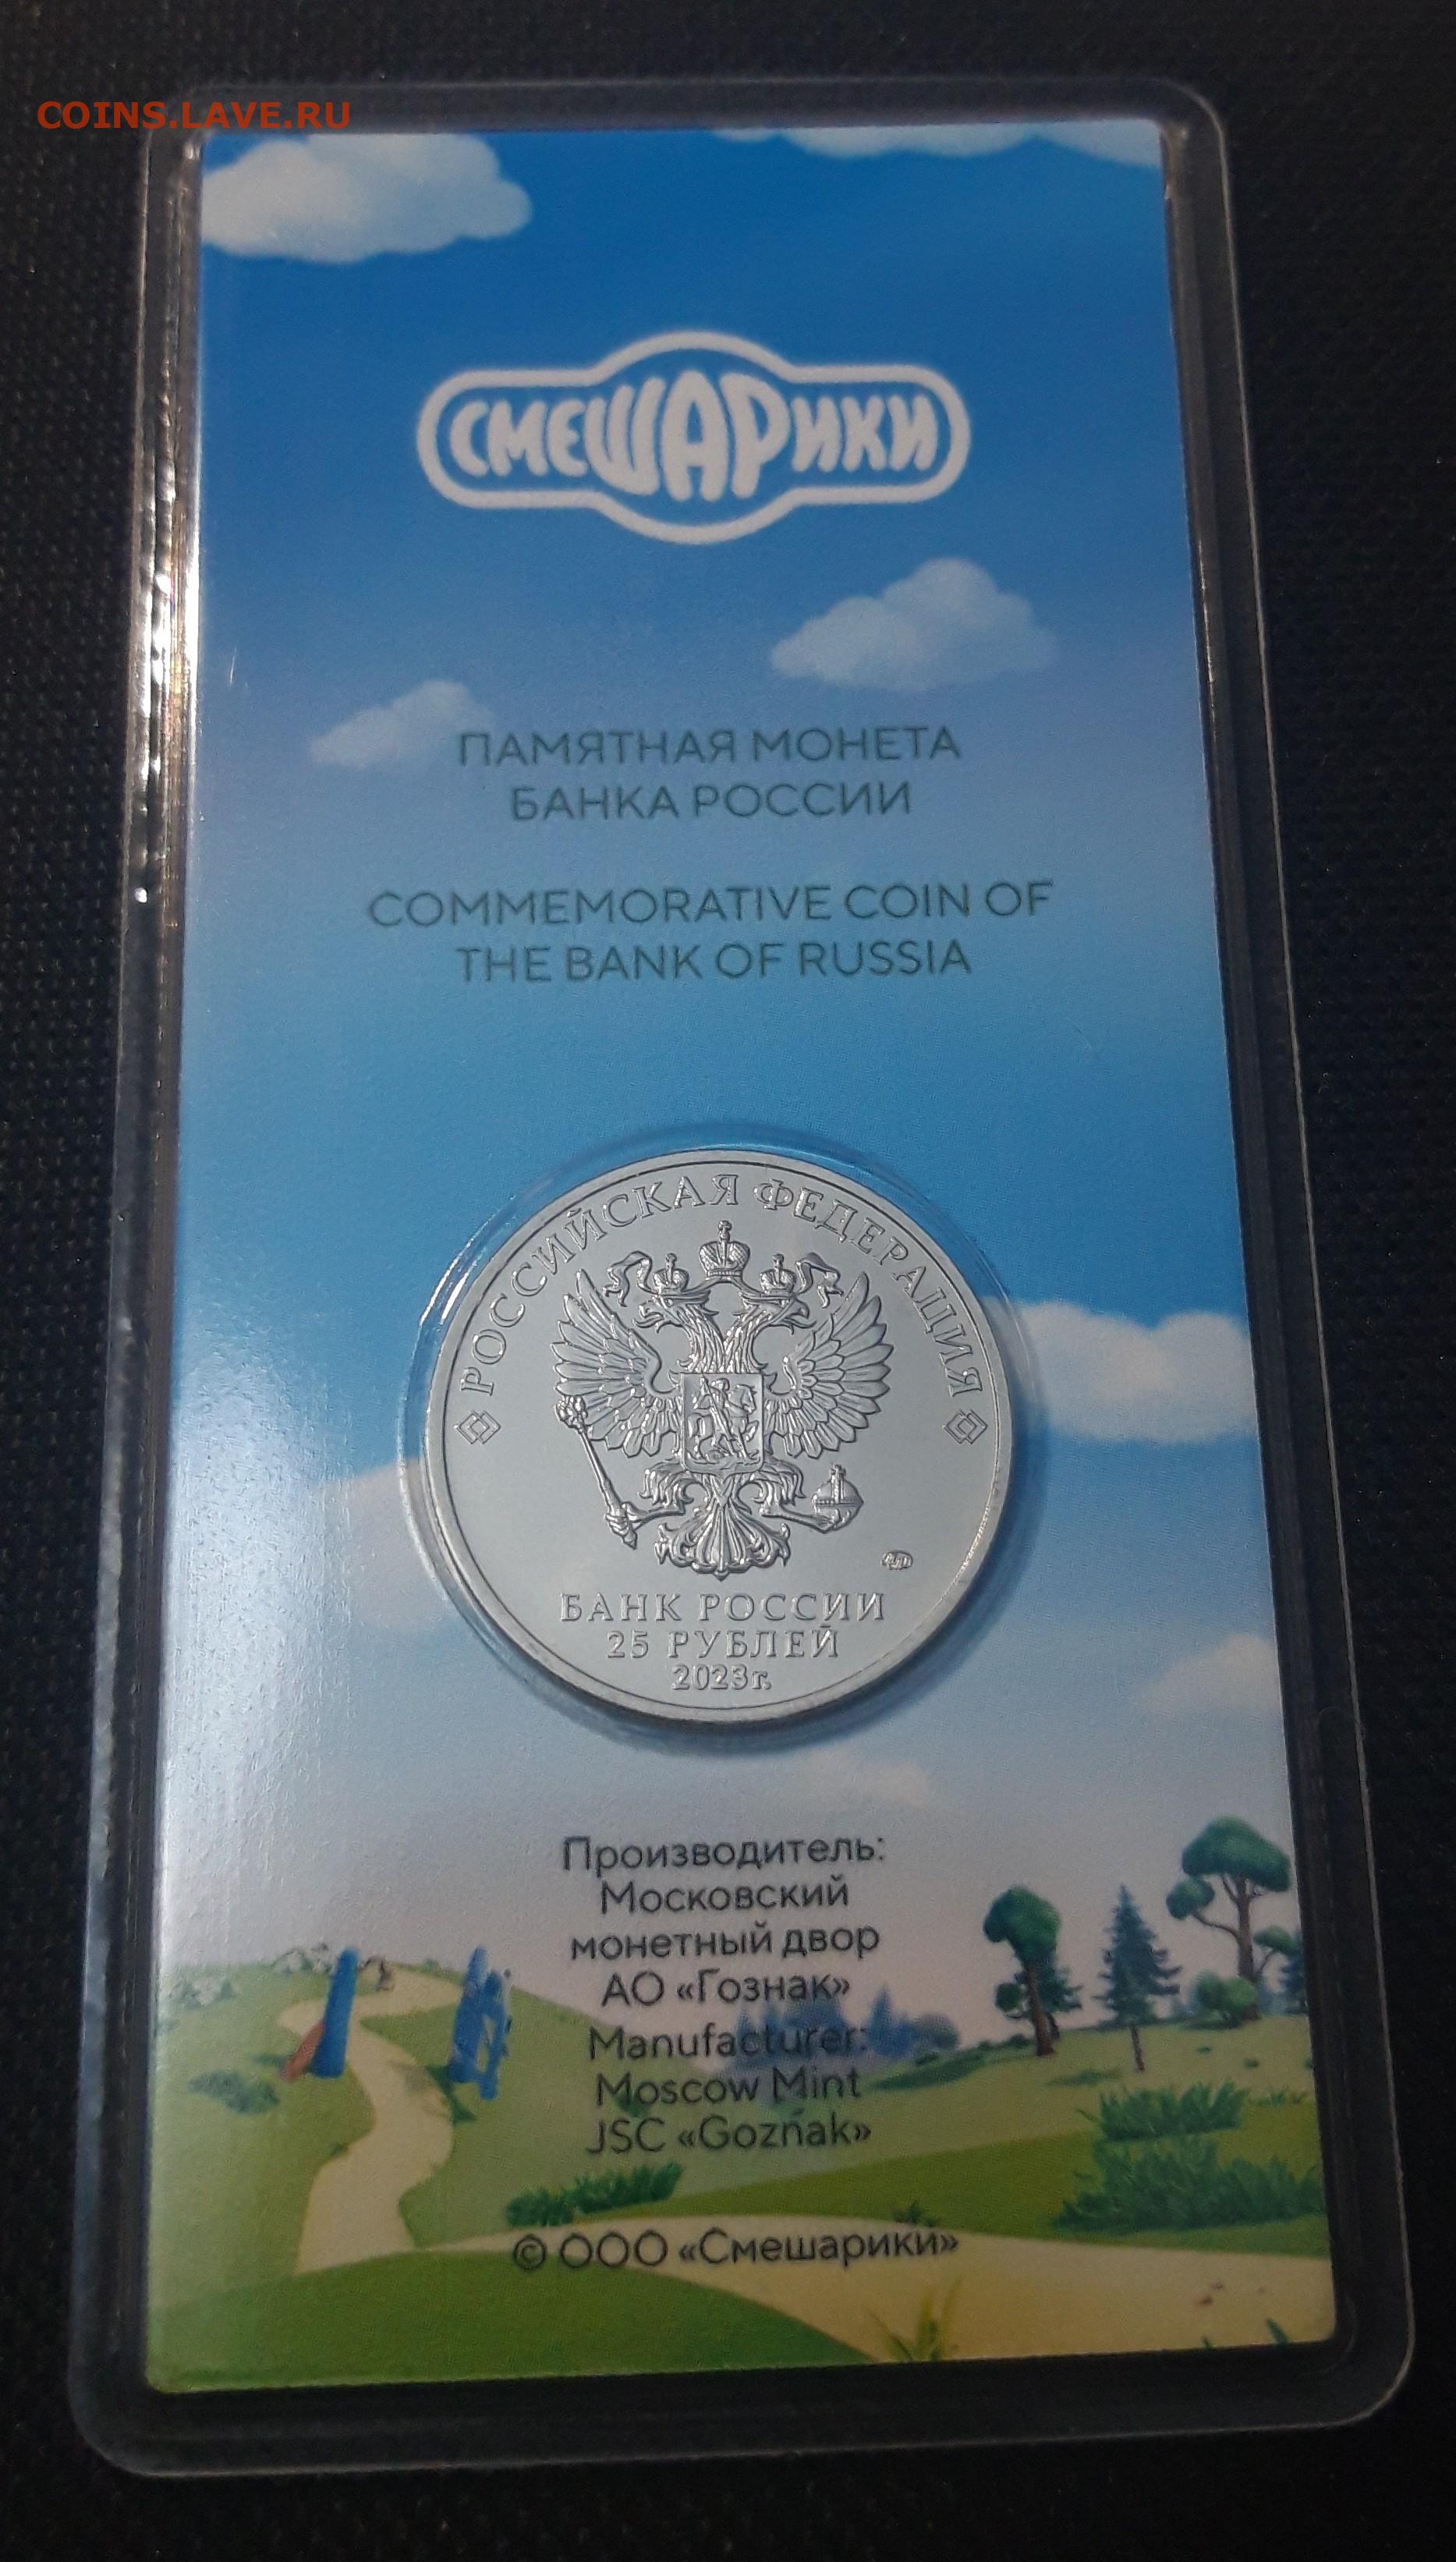 COINS.LAVE.RU
СМЕШАРИКИ
ПАМЯТНАЯ МОНЕТА
БАНКА РОССИИ
COMMEMORATIVE COIN OF
THE BANK OF RUSSIA
РОССИЙСКАЯ ФЕДЕРАЦИЯ
БАНК РОССИИ
25 РУБЛЕЙ
2023 г.
Производитель:
Московский
монетный двор
АО «Гознак»
Manufacturer:
Moscow Mint
JSC «Goznak»
© ООО «Смешарики»